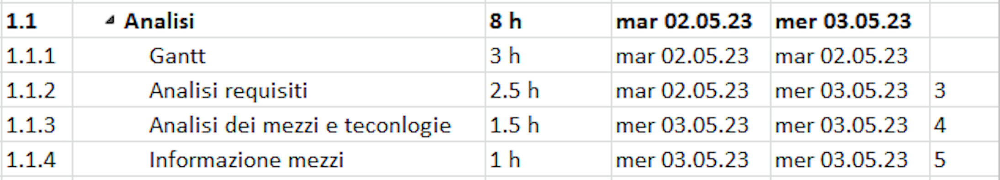 1.1 Analisi 8 h mar 02.05.23 mer 03.05.23
1.1.1 Gantt 3 h mar 02.05.23 mar 02.05.23
1.1.2 Analisi requisiti 2.5 h mar 02.05.23 mer 03.05.23 3
1.1.3 Analisi dei mezzi e teconlogie 1.5 h mer 03.05.23 mer 03.05.23 4
1.1.4 Informazione mezzi 1 h mer 03.05.23 mer 03.05.23 5